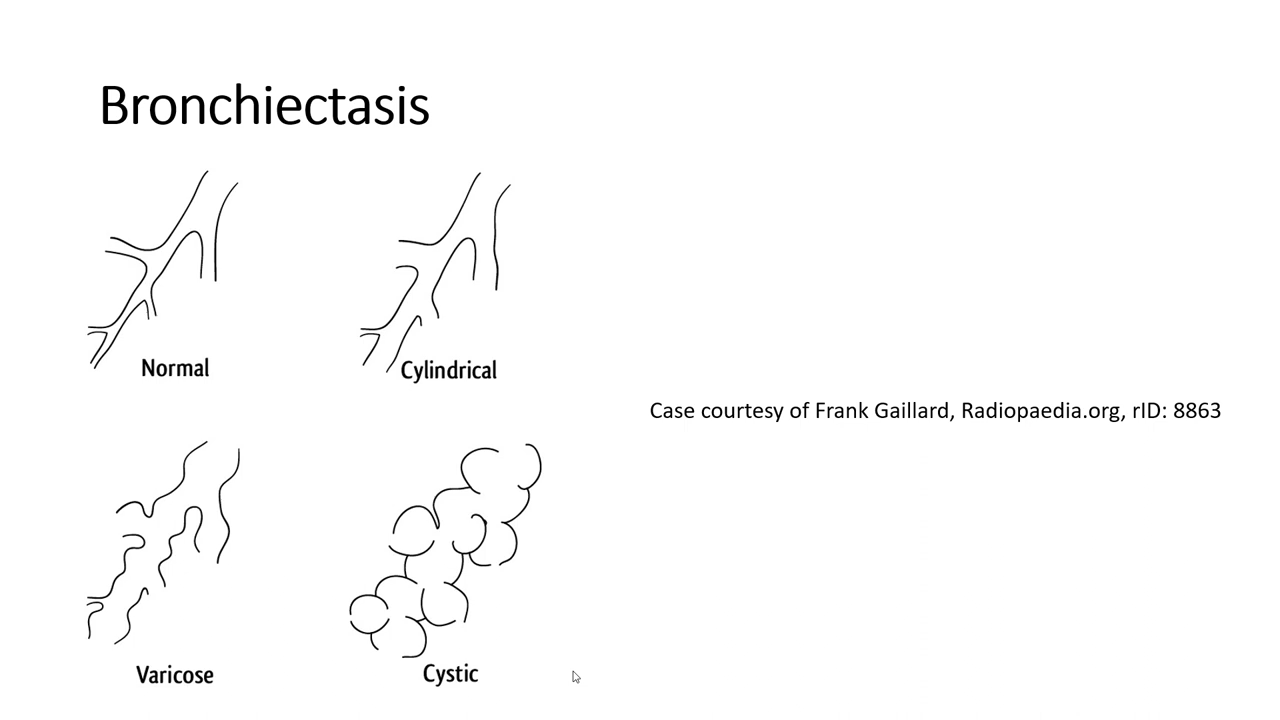 Bronchiectasis
Normal
Cylindrical
Case courtesy of Frank Gaillard, Radiopaedia.org, rID: 8863
Varicose
Cystic